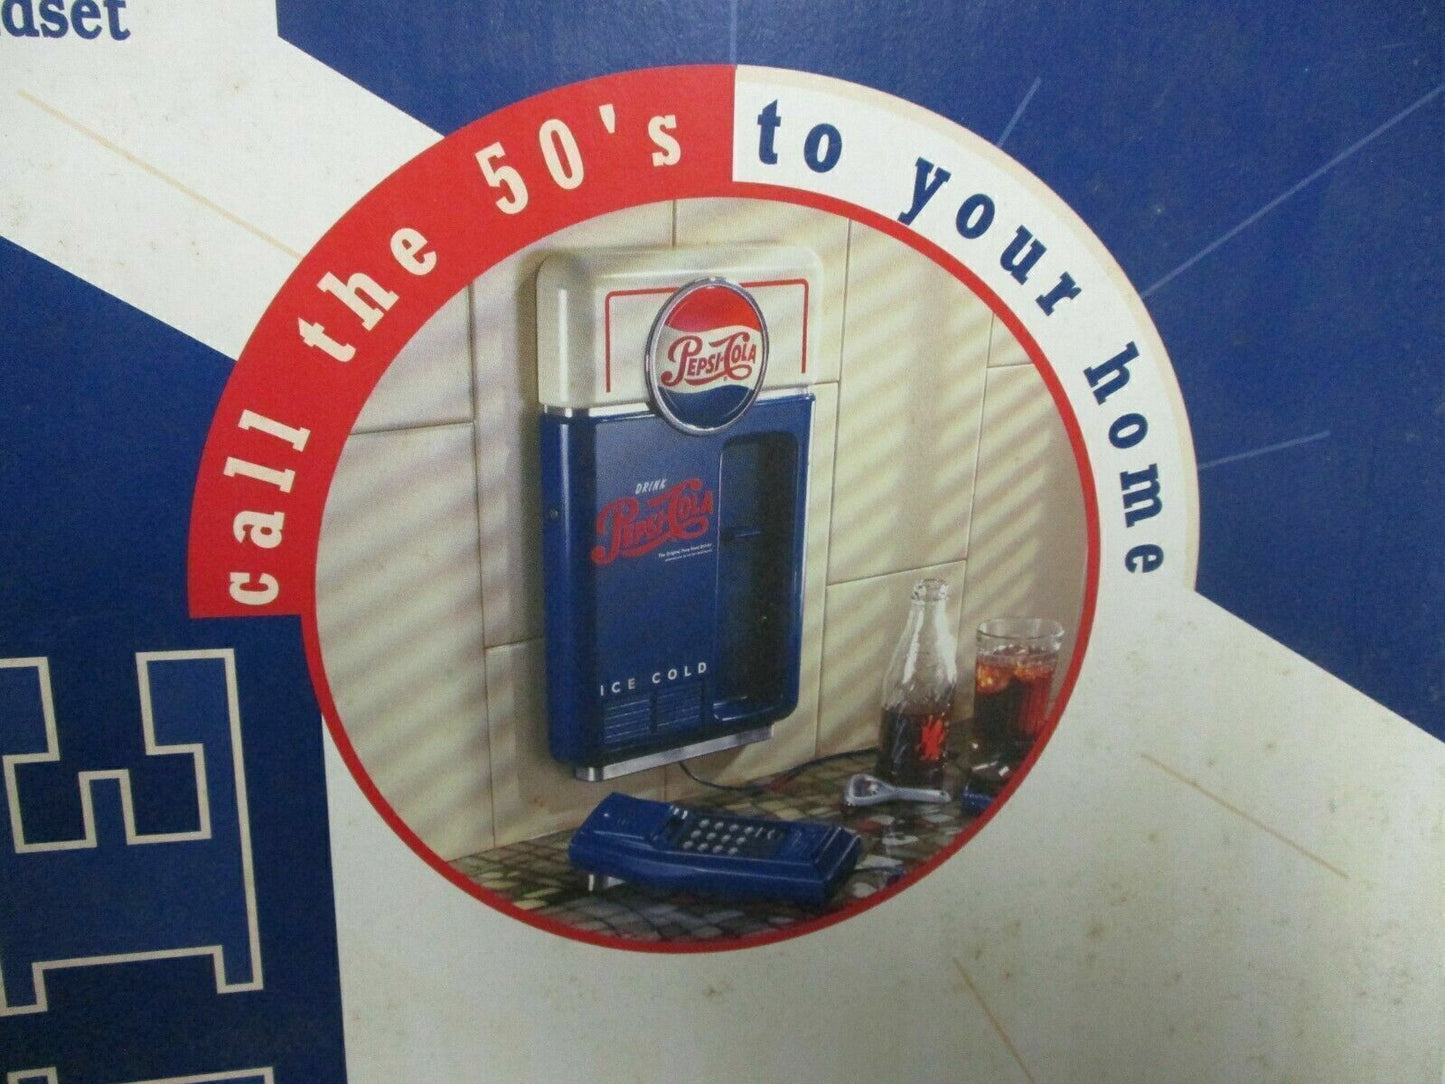 dset
call the 50's to your home
PEPSI-COLA
DRINK
PEPSI-COLA
ICE COLD
E